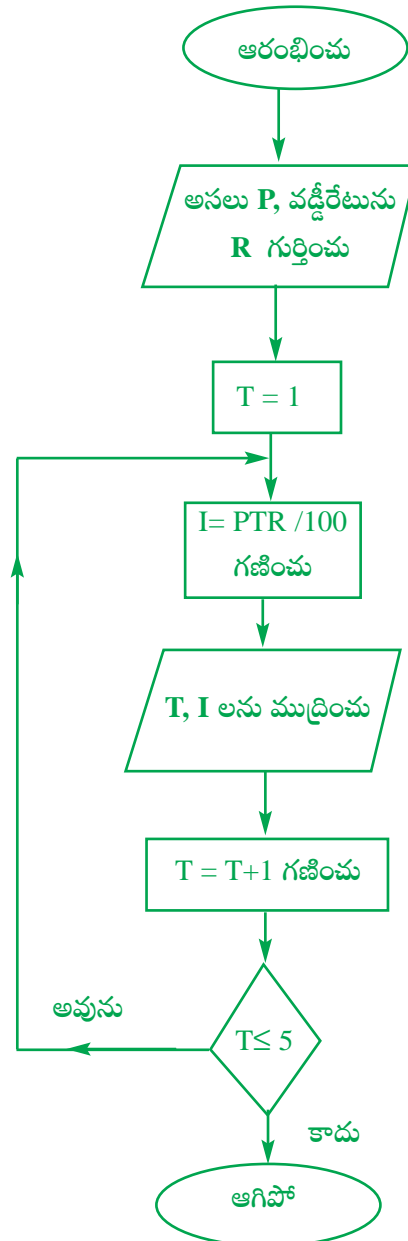 ఆరంభించు
అసలు P, వడ్డీరేటును
R గుర్తించు
T = 1
I= PTR /100
గణించు
T, I లను ముద్రించు
T = T+1 గణించు
అవును
T≤ 5
కాదు
ఆగిపో